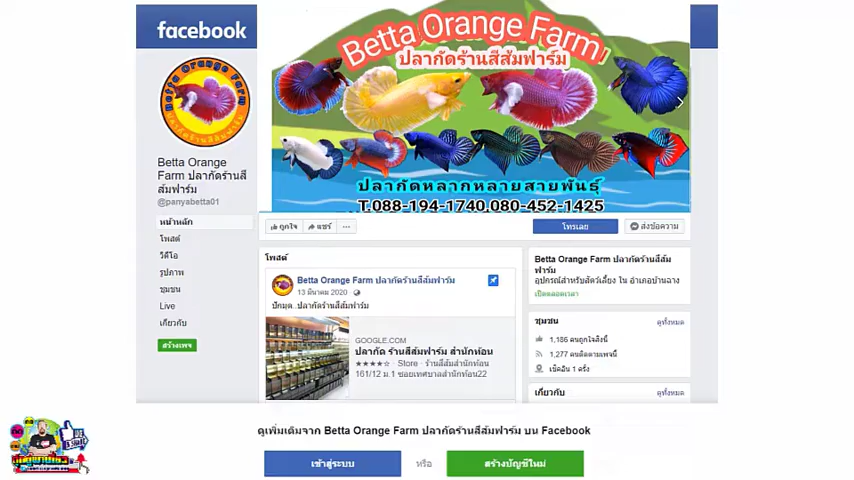 facebook
Betta Orange Farm
ปลากัดร้านสีส้มฟาร์ม
ปลากัดหลากหลายสายพันธุ์
T.088-194-1740,080-452-1425
Betta Orange Farm
Betta Orange
Farm ปลากัดร้านสี
ส้มฟาร์ม
@panyabetta01
หน้าหลัก
โพสต์
วิดีโอ
รูปภาพ
ชุมชน
Live
เกี่ยวกับ
สร้างเพจ
ถูกใจ
แชร์
...
โทรเลย
ส่งข้อความ
โพสต์
Betta Orange Farm ปลากัดร้านสีส้มฟาร์ม
13 มีนาคม 2020
ปักหมุด..ปลากัดร้านสีส้มฟาร์ม
GOOGLE.COM
ปลากัด ร้านสีส้มฟาร์ม สำนักท้อน
★★★★☆ · Store · ร้านสีส้มสำนักท้อน
161/12 ม.1 ซอยเทศบาลสำนักท้อน22
Betta Orange Farm ปลากัดร้านสีส้ม
ฟาร์ม
อุปกรณ์สำหรับสัตว์เลี้ยง ใน อำเภอบ้านฉาง
เปิดตลอดเวลา
ชุมชน
ดูทั้งหมด
1,186 คนถูกใจสิ่งนี้
1,277 คนติดตามเพจนี้
เช็คอิน 1 ครั้ง
เกี่ยวกับ
ดูทั้งหมด
ดูเพิ่มเติมจาก Betta Orange Farm ปลากัดร้านสีส้มฟาร์ม บน Facebook
เข้าสู่ระบบ
หรือ
สร้างบัญชีใหม่